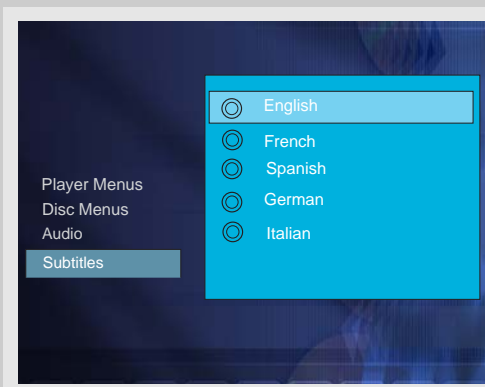 Player Menus
Disc Menus
Audio
Subtitles
English
French
Spanish
German
Italian